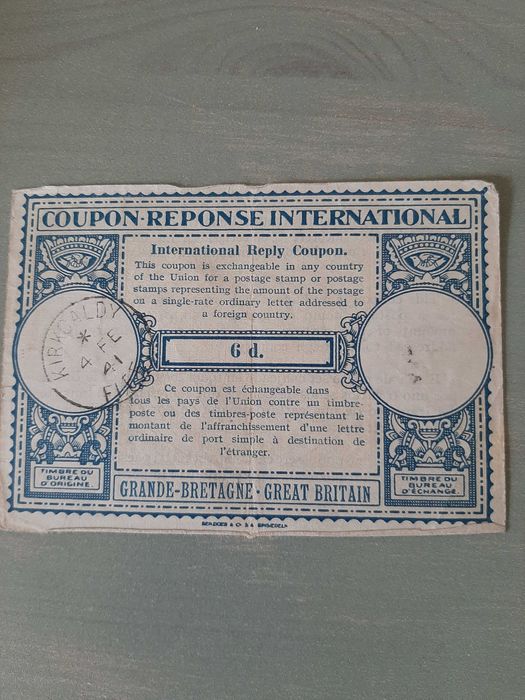 COUPON-REPONSE INTERNATIONAL
International Reply Coupon.
This coupon is exchangeable in any country
of the Union for a postage stamp or postage
stamps representing the amount of the postage
on a single-rate ordinary letter addressed to
a foreign country.
KIRKCALDY
*
4 FE
41
FIFE
6 d.
Ce coupon est échangeable dans
tous les pays de l'Union contre un timbre-
poste ou des timbres-poste représentant le
montant de l'affranchissement d'une lettre
ordinaire de port simple à destination de
l'étranger.
TIMBRE DU
BUREAU
D'ORIGINE.
GRANDE-BRETAGNE - GREAT BRITAIN
TIMBRE DU
BUREAU
D'ÉCHANGE.